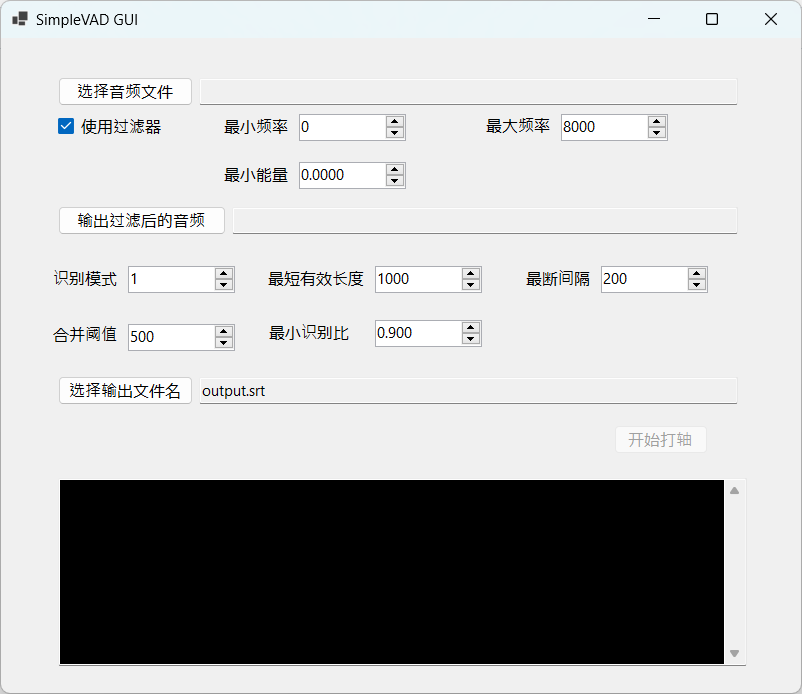 SimpleVAD GUI
选择音频文件
使用过滤器 最小频率 0 最大频率 8000
最小能量 0.0000
输出过滤后的音频
识别模式 1 最短有效长度 1000 最断间隔 200
合并阈值 500 最小识别比 0.900
选择输出文件名 output.srt
开始打轴